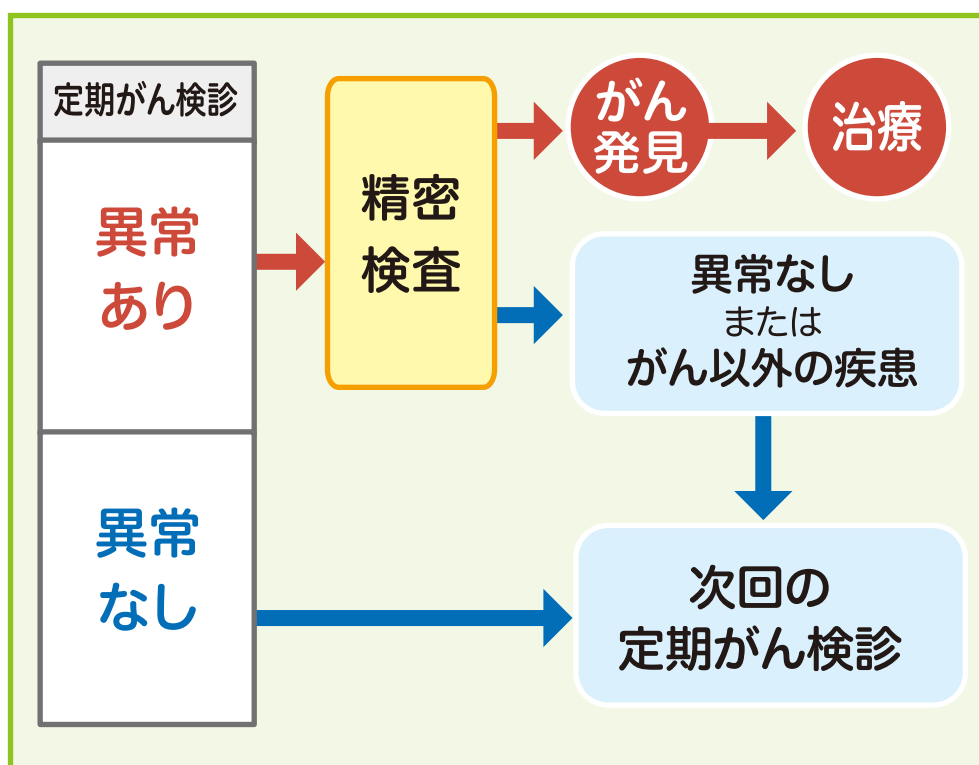 定期がん検診
異常
あり
精密
検査
がん
発見
治療
異常なし
または
がん以外の疾患
異常
なし
次回の
定期がん検診